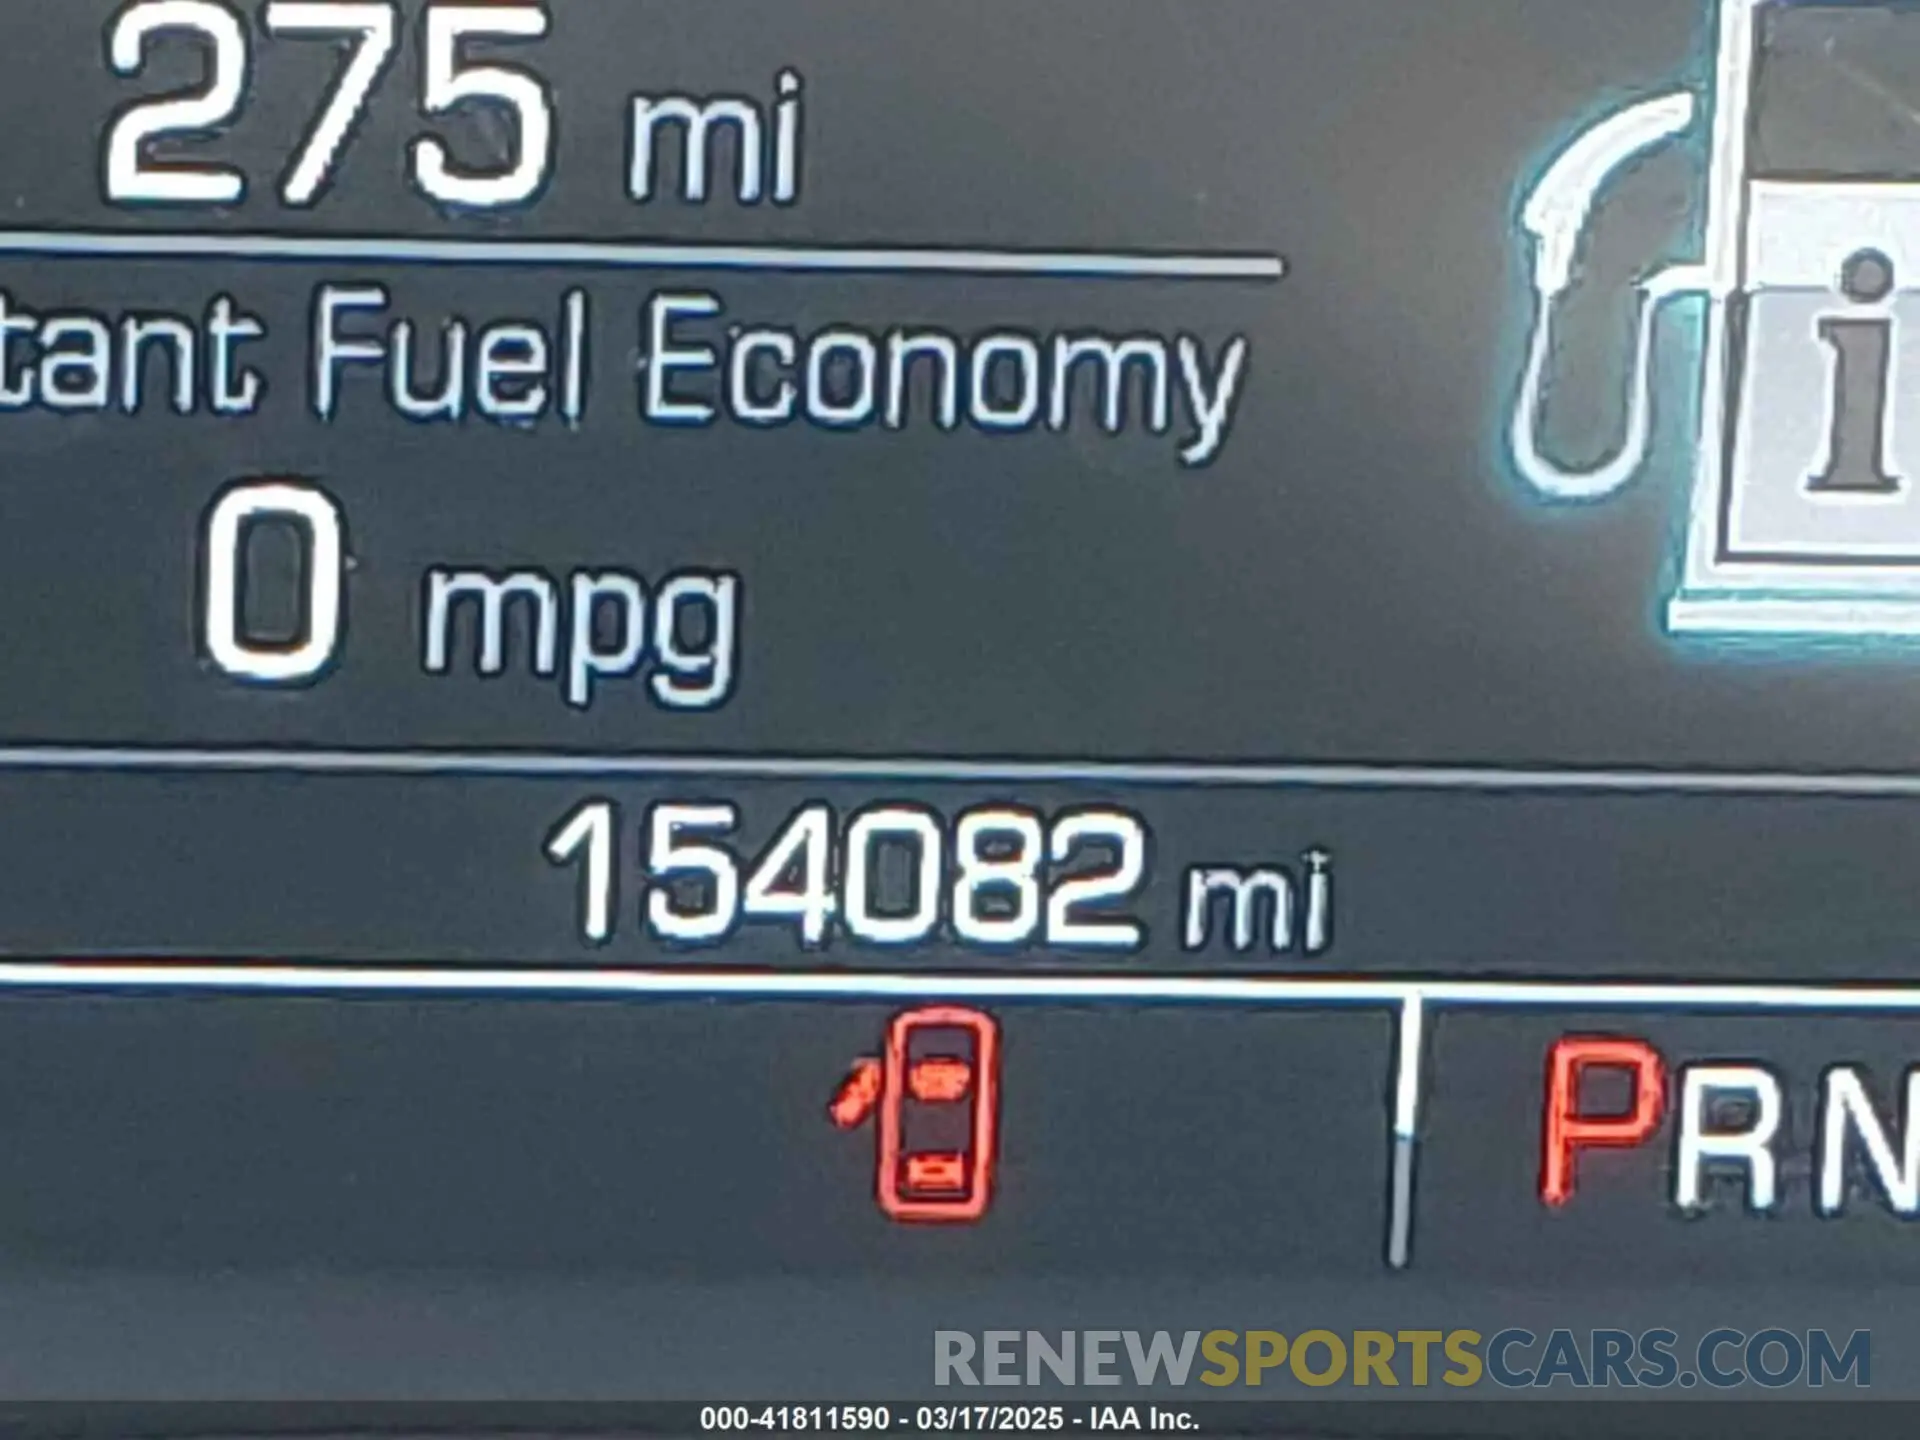 275 mi
tant Fuel Economy
0 mpg
i
154082 mi
PRN
RENEWSPORTSCARS.COM
000-41811590 - 03/17/2025 - IAA Inc.